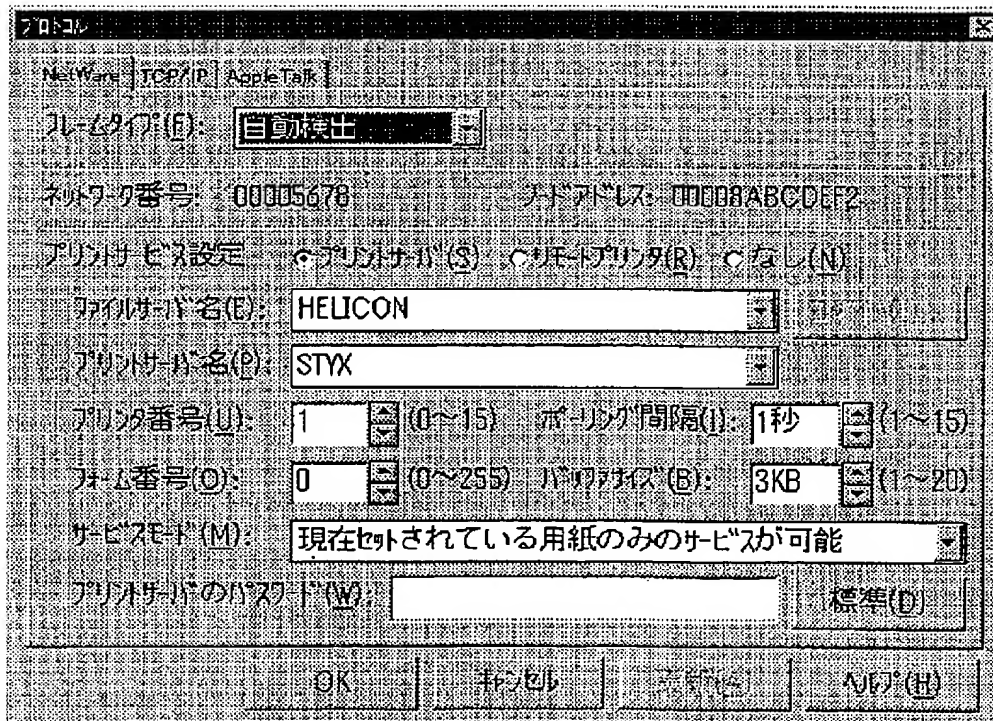 プロトコル
NetWare TCP/IP AppleTalk
フレームタイプ(F): 自動検出
ネットワーク番号: 00005678 ノードアドレス: 00008ABCDEF2
プリントサービス設定 プリントサーバ(S) リモートプリンタ(R) なし(N)
ファイルサーバ名(E): HELICON
プリントサーバ名(P): STYX
プリンタ番号(U): 1 (0~15) ポーリング間隔(I): 1秒 (1~15)
フォーム番号(O): 0 (0~255) バッファサイズ(B): 3KB (1~20)
サービスモード(M): 現在セットされている用紙のみのサービスが可能
プリントサーバのパスワード(W): 標準(D)
OK キャンセル ヘルプ(H)